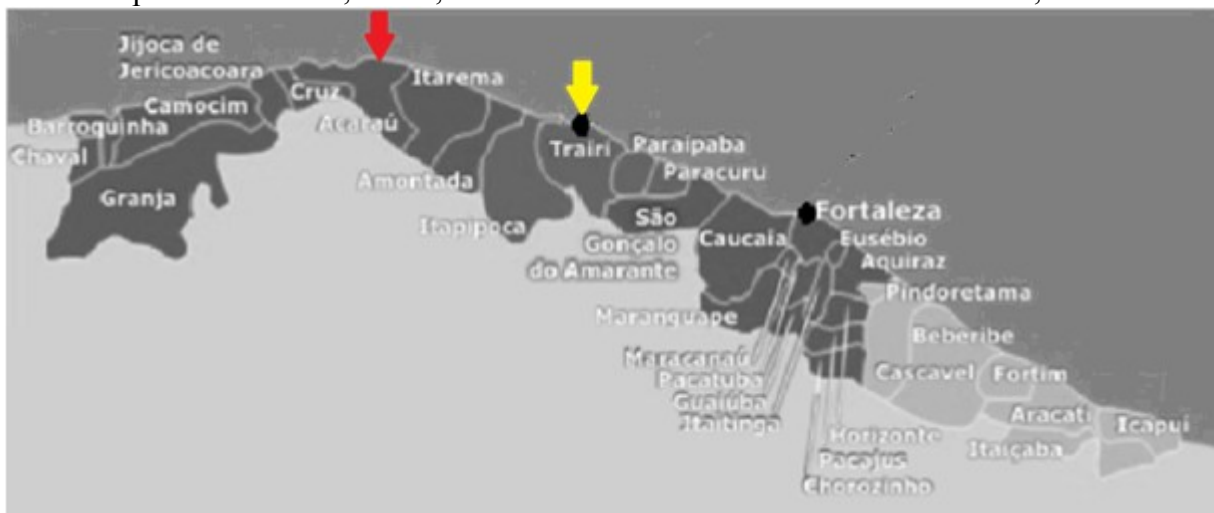 Jijoca de
Jericoacoara
Itarema
Cruz
Camocim
Acaraú
Barroquinha
Chaval
Trairi
Paraipaba
Paracuru
Amontada
Granja
Itapipoca
São
Gonçalo
do Amarante
Fortaleza
Caucaia
Eusébio
Aquiraz
Pindoretama
Maranguape
Beberibe
Maracanaú
Pacatuba
Guaiúba
Itaitinga
Cascavel
Fortim
Aracati
Icapuí
Horizonte
Itaiçaba
Pacajus
Chorozinho